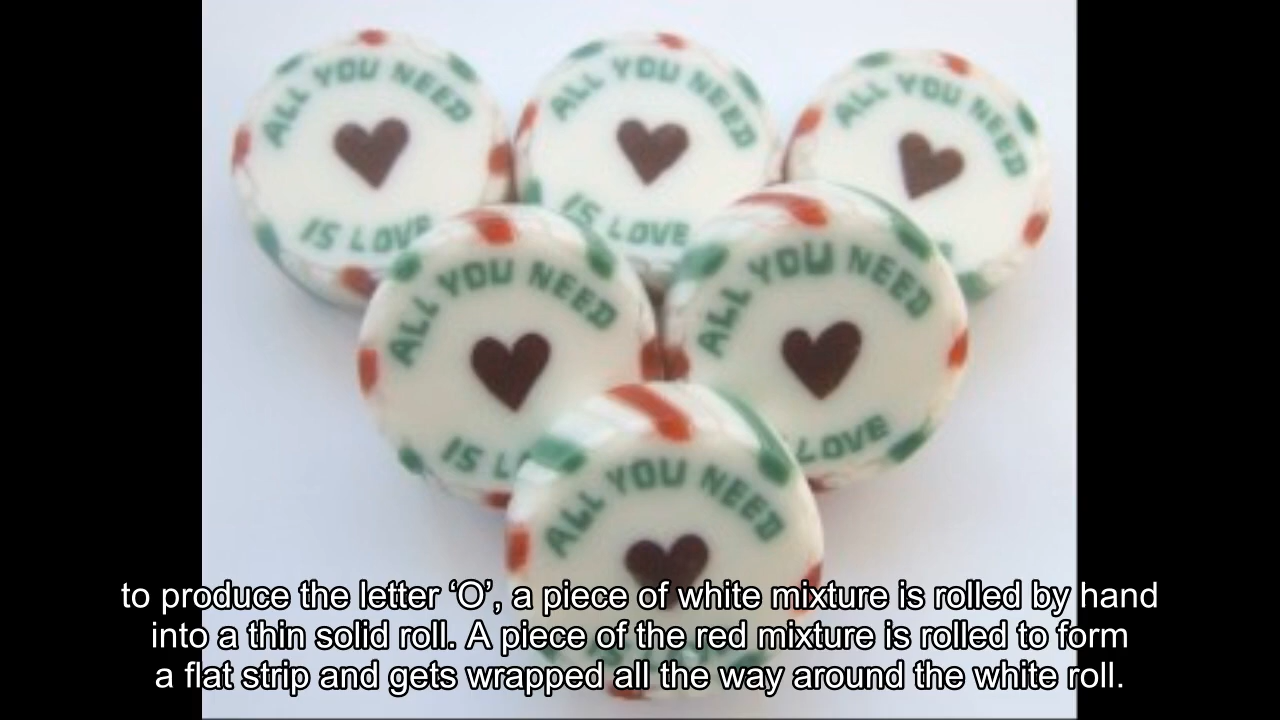 ALL YOU NEED
IS LOVE
ALL YOU NEED
IS LOVE
ALL YOU NEED
ALL YOU NEED
ALL YOU NEED
LOVE
ALL YOU NEED
to produce the letter ‘O’, a piece of white mixture is rolled by hand
into a thin solid roll. A piece of the red mixture is rolled to form
a flat strip and gets wrapped all the way around the white roll.